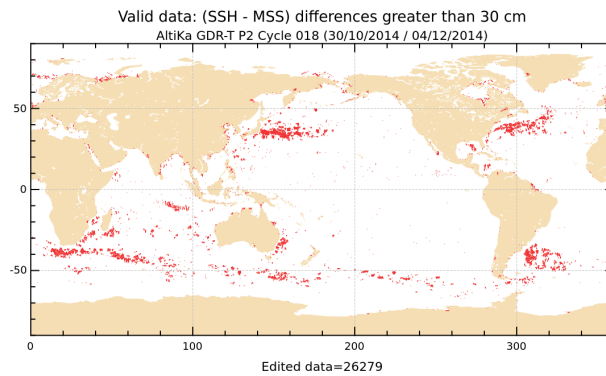 Valid data: (SSH - MSS) differences greater than 30 cm
AltiKa GDR-T P2 Cycle 018 (30/10/2014 / 04/12/2014)
50
0
-50
0 100 200 300
Edited data=26279